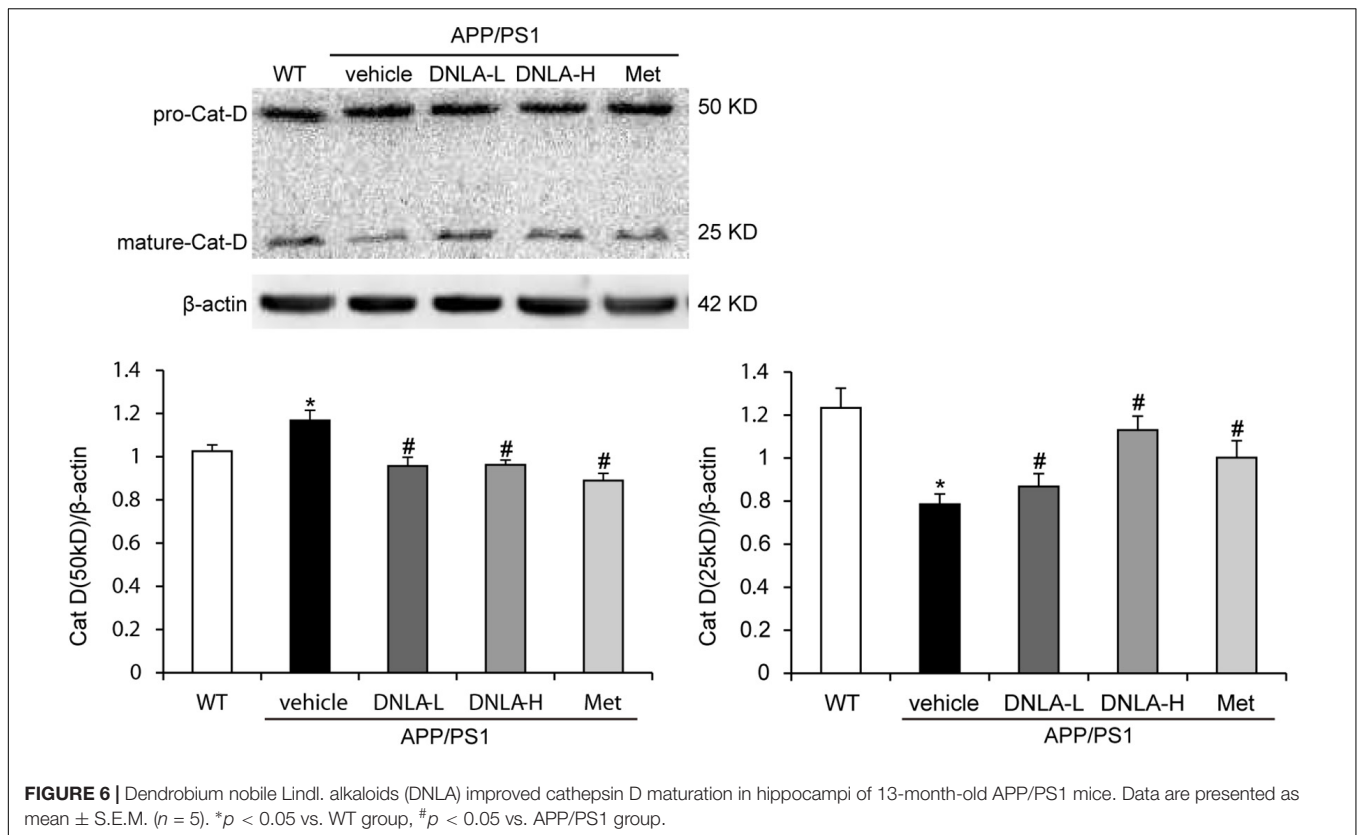 APP/PS1
WT vehicle DNLA-L DNLA-H Met
pro-Cat-D 50 KD
mature-Cat-D 25 KD
β-actin 42 KD
Cat D(50kD)/β-actin
1.4
1.2
1
0.8
0.6
0.4
0.2
0
*
#
#
#
WT vehicle DNLA-L DNLA-H Met
APP/PS1
Cat D(25kD)/β-actin
1.4
1.2
1
0.8
0.6
0.4
0.2
0
*
#
#
#
WT vehicle DNLA-L DNLA-H Met
APP/PS1
FIGURE 6 | Dendrobium nobile Lindl. alkaloids (DNLA) improved cathepsin D maturation in hippocampi of 13-month-old APP/PS1 mice. Data are presented as
mean ± S.E.M. (n = 5). *p < 0.05 vs. WT group, #p < 0.05 vs. APP/PS1 group.